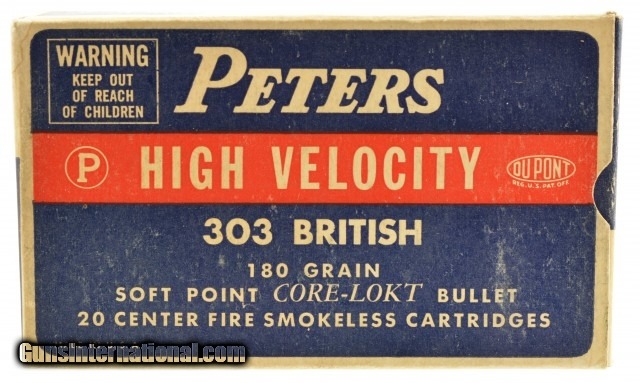 WARNING
KEEP OUT
OF REACH
OF CHILDREN
PETERS
P
HIGH VELOCITY
DU PONT
REG. U.S. PAT. OFF.
303 BRITISH
180 GRAIN
SOFT POINT CORE-LOKT BULLET
20 CENTER FIRE SMOKELESS CARTRIDGES
GunsInternational.com